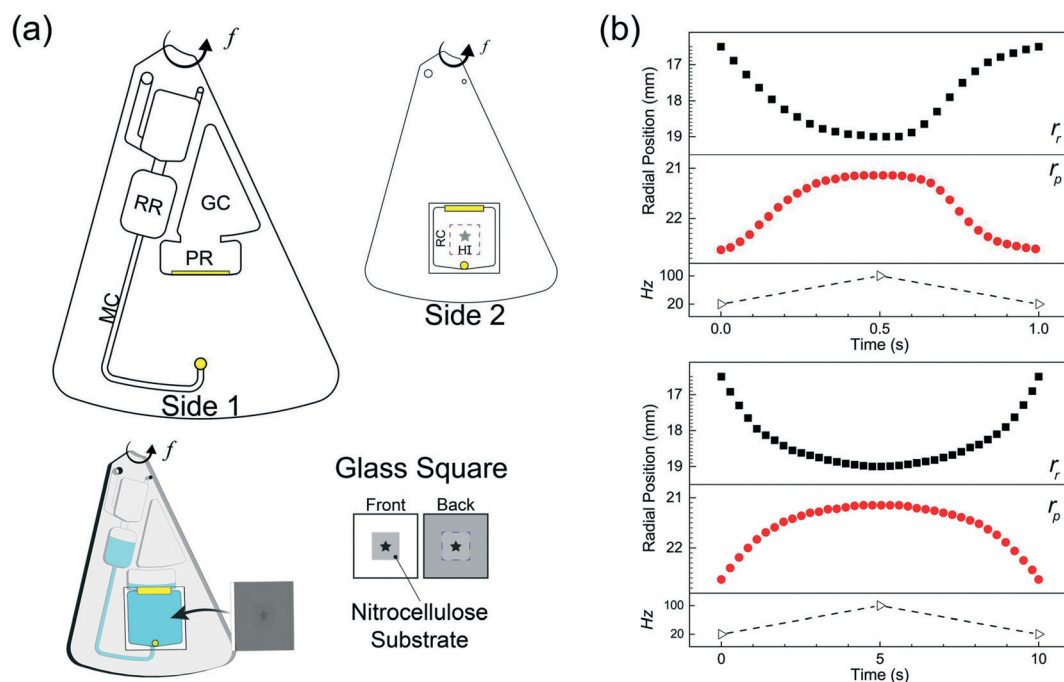 (a)
f
RR
GC
PR
MC
Side 1
f
RC
HI
Side 2
f
Glass Square
Front
Back
Nitrocellulose
Substrate
(b)
Radial Position (mm)
17
18
19
21
22
r_r
r_p
Hz
100
20
0.0
0.5
1.0
Time (s)
Radial Position (mm)
17
18
19
21
22
r_r
r_p
Hz
100
20
0
5
10
Time (s)